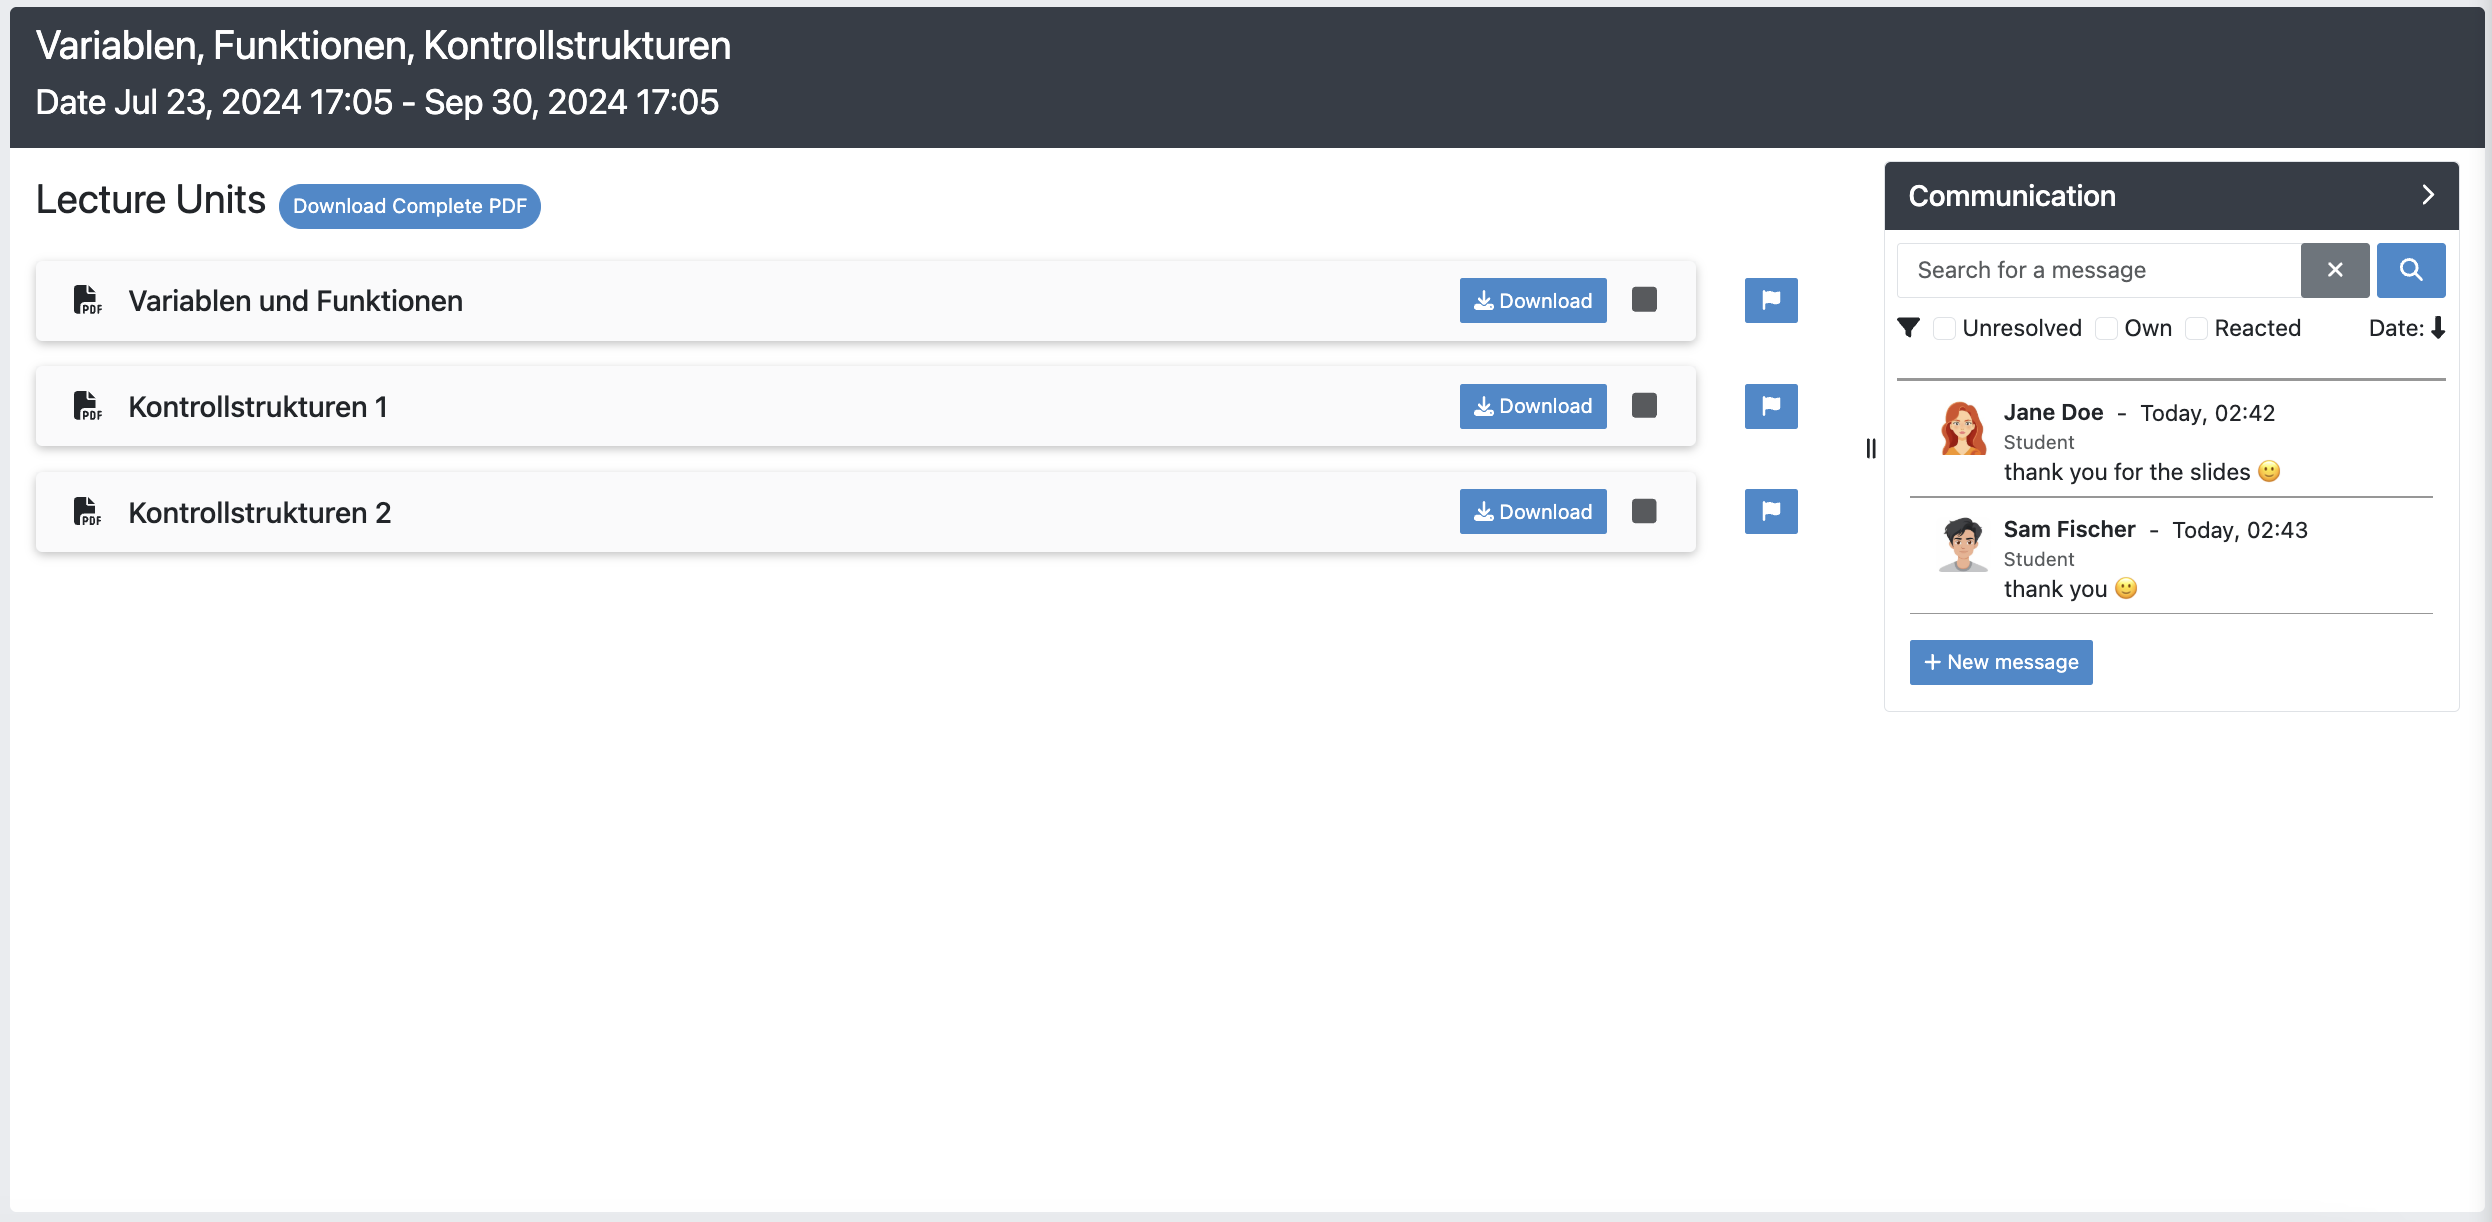 Variablen, Funktionen, Kontrollstrukturen
Date Jul 23, 2024 17:05 - Sep 30, 2024 17:05
Lecture Units
Download Complete PDF
PDF Variablen und Funktionen Download
PDF Kontrollstrukturen 1 Download
PDF Kontrollstrukturen 2 Download
Communication
Search for a message
Unresolved Own Reacted Date:
Jane Doe - Today, 02:42
Student
thank you for the slides 🙂
Sam Fischer - Today, 02:43
Student
thank you 🙂
+ New message